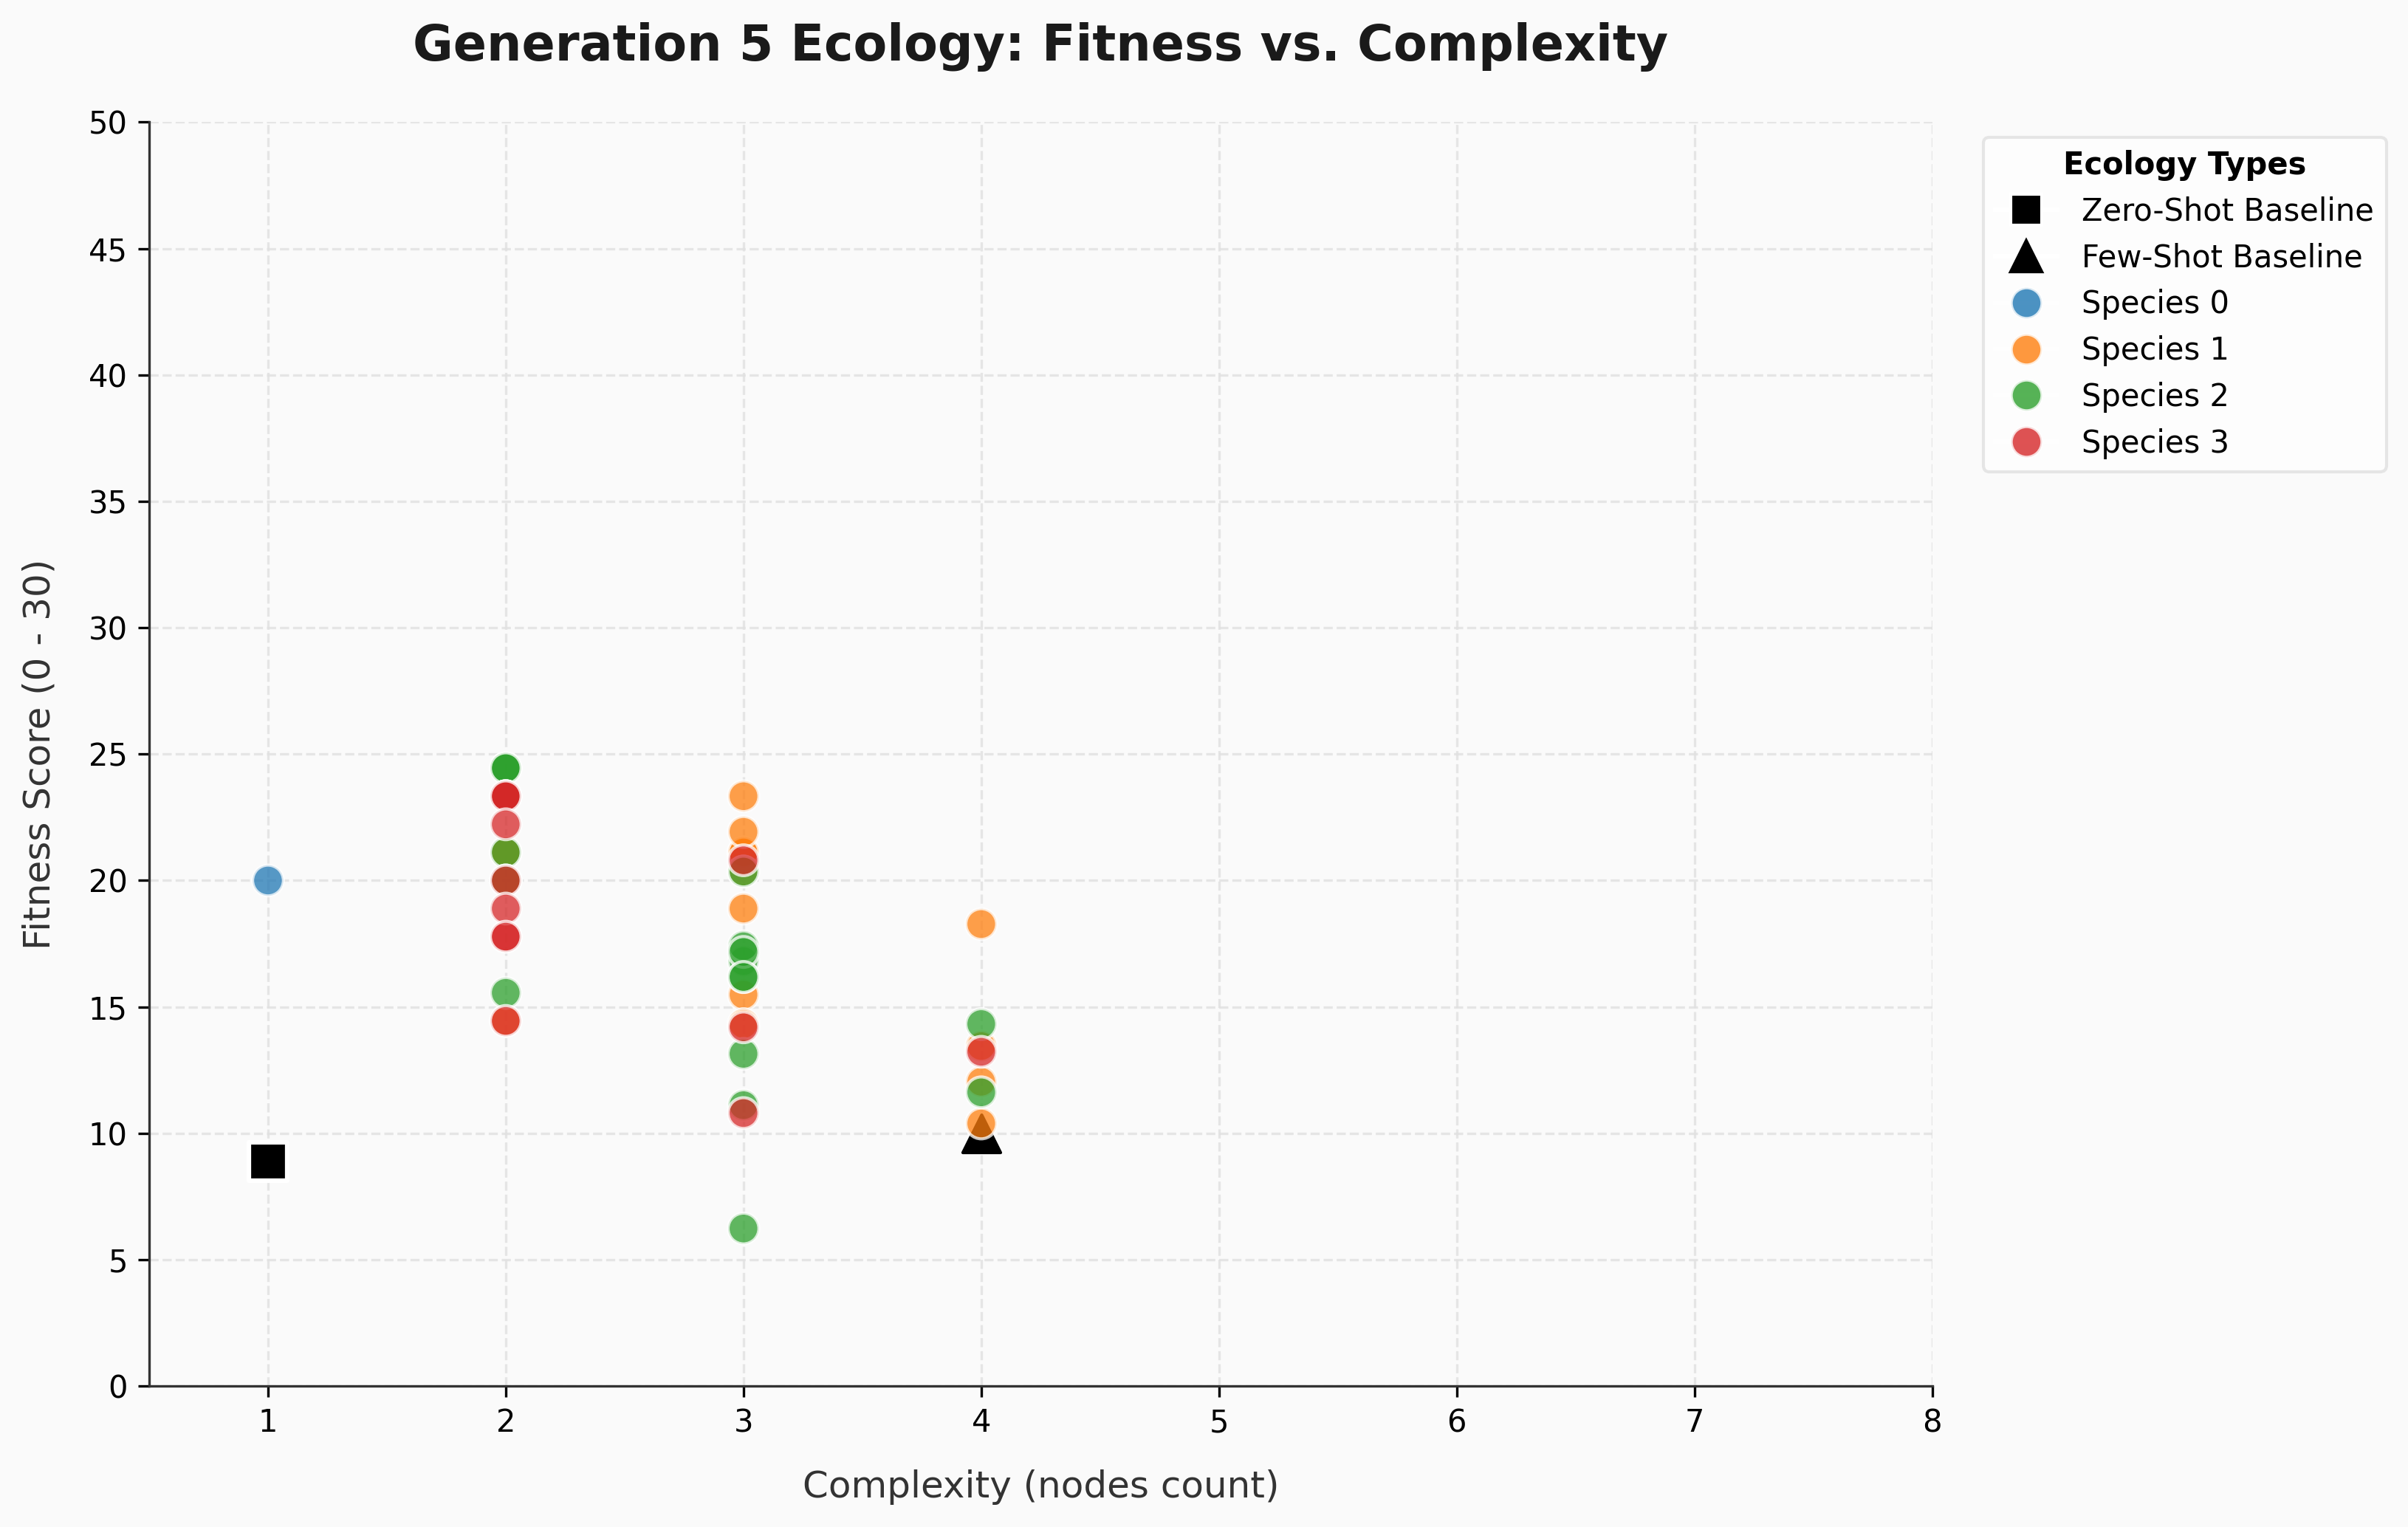 Generation 5 Ecology: Fitness vs. Complexity
50
45
40
35
30
25
20
15
10
5
0
Fitness Score (0 - 30)
1 2 3 4 5 6 7 8
Complexity (nodes count)
Ecology Types
Zero-Shot Baseline
Few-Shot Baseline
Species 0
Species 1
Species 2
Species 3